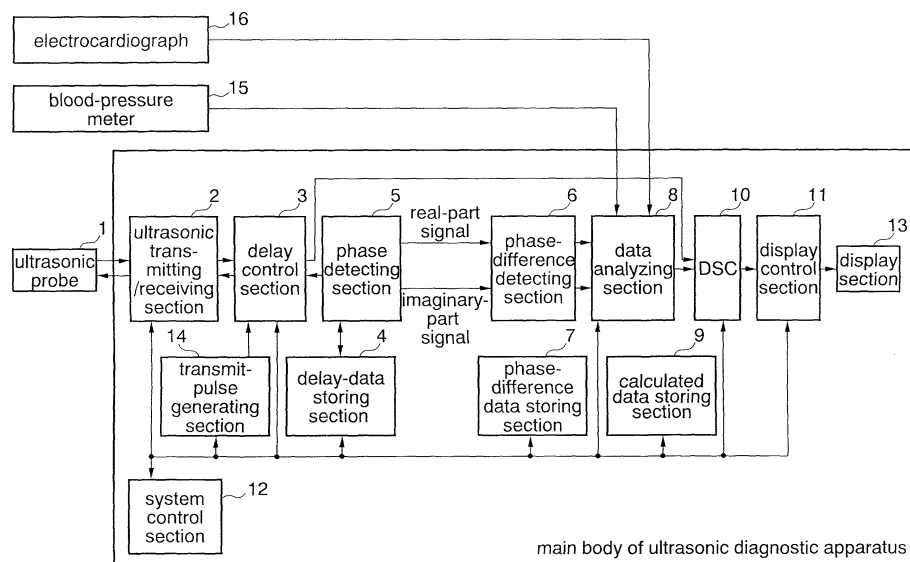 16
electrocardiograph
15
blood-pressure
meter
1
ultrasonic
probe
2
ultrasonic
trans-
mitting
/receiving
section
3
delay
control
section
5
phase
detecting
section
real-part
signal
imaginary-
part
signal
6
phase-
difference
detecting
section
8
data
analyzing
section
10
DSC
11
display
control
section
13
display
section
14
transmit-
pulse
generating
section
4
delay-data
storing
section
7
phase-
difference
data storing
section
9
calculated
data storing
section
12
system
control
section
main body of ultrasonic diagnostic apparatus